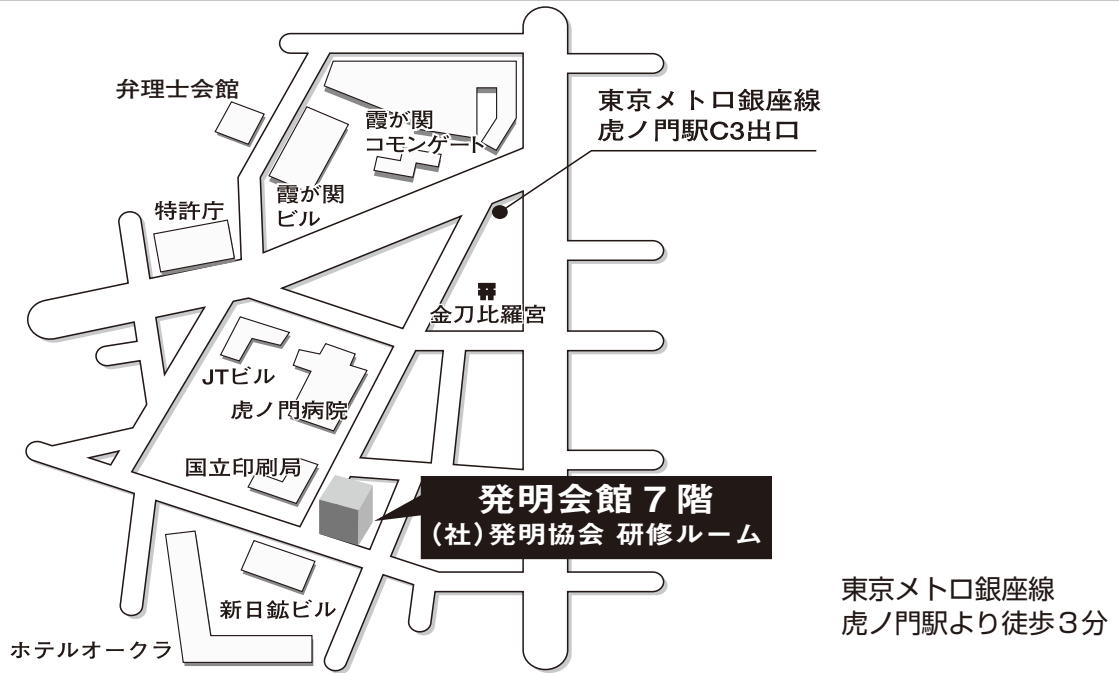 弁理士会館
霞が関
コモンゲート
東京メトロ銀座線
虎ノ門駅C3出口
霞が関
ビル
特許庁
金刀比羅宮
JTビル
虎ノ門病院
国立印刷局
発明会館７階
(社)発明協会 研修ルーム
新日鉱ビル
ホテルオークラ
東京メトロ銀座線
虎ノ門駅より徒歩３分